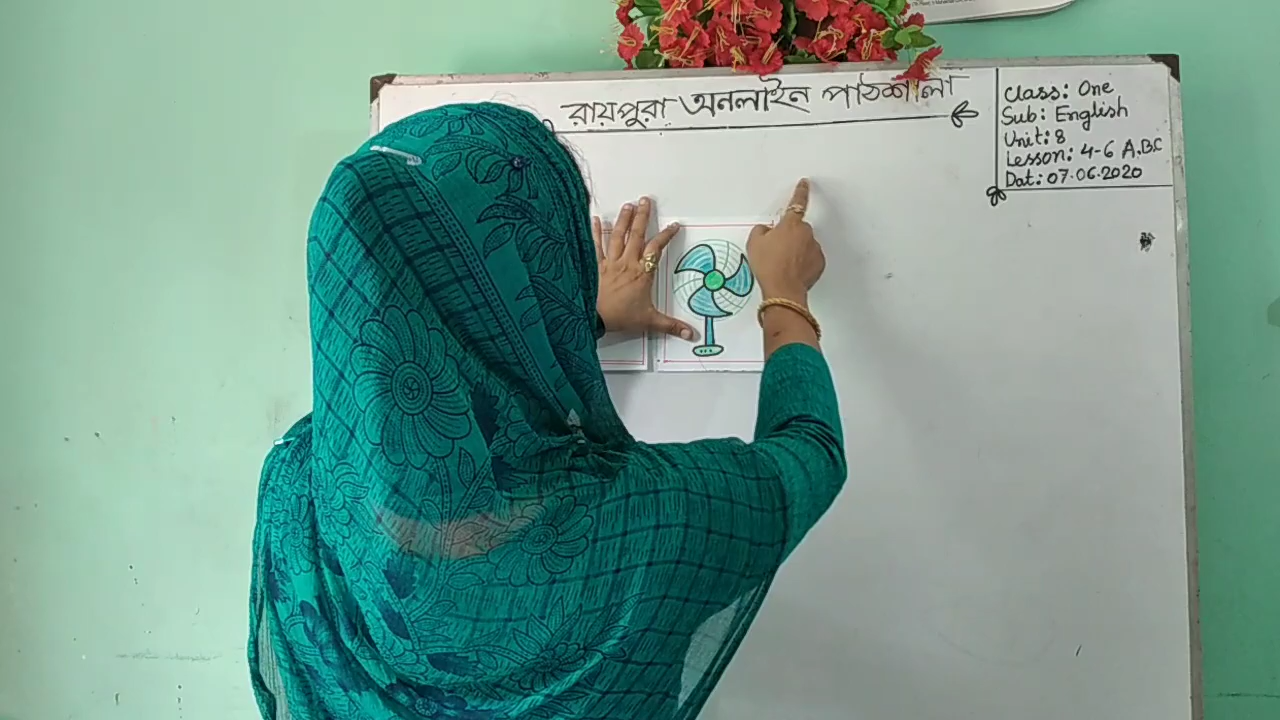 রায়পুরা অনলাইন পাঠশালা
Class: One
Sub: English
Unit: 8
Lesson: 4-6 A,B,C
Dat: 07.06.2020